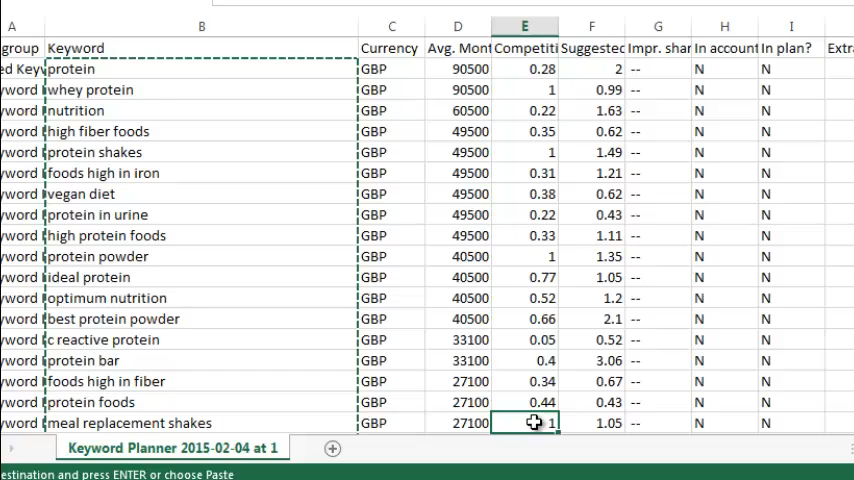 A B C D E F G H I
group Keyword Currency Avg. Mont Competiti Suggested Impr. shar In account In plan? Extra
ed Keyv protein GBP 90500 0.28 2 -- N N
yword whey protein GBP 90500 1 0.99 -- N N
yword nutrition GBP 60500 0.22 1.63 -- N N
yword high fiber foods GBP 49500 0.35 0.62 -- N N
yword protein shakes GBP 49500 1 1.49 -- N N
yword foods high in iron GBP 49500 0.31 1.21 -- N N
yword vegan diet GBP 49500 0.38 0.62 -- N N
yword protein in urine GBP 49500 0.22 0.43 -- N N
yword high protein foods GBP 49500 0.33 1.11 -- N N
yword protein powder GBP 40500 1 1.35 -- N N
yword ideal protein GBP 40500 0.77 1.05 -- N N
yword optimum nutrition GBP 40500 0.52 1.2 -- N N
yword best protein powder GBP 40500 0.66 2.1 -- N N
yword c reactive protein GBP 33100 0.05 0.52 -- N N
yword protein bar GBP 33100 0.4 3.06 -- N N
yword foods high in fiber GBP 27100 0.34 0.67 -- N N
yword protein foods GBP 27100 0.44 0.43 -- N N
yword meal replacement shakes GBP 27100 1 1.05 -- N N
Keyword Planner 2015-02-04 at 1
estination and press ENTER or choose Paste